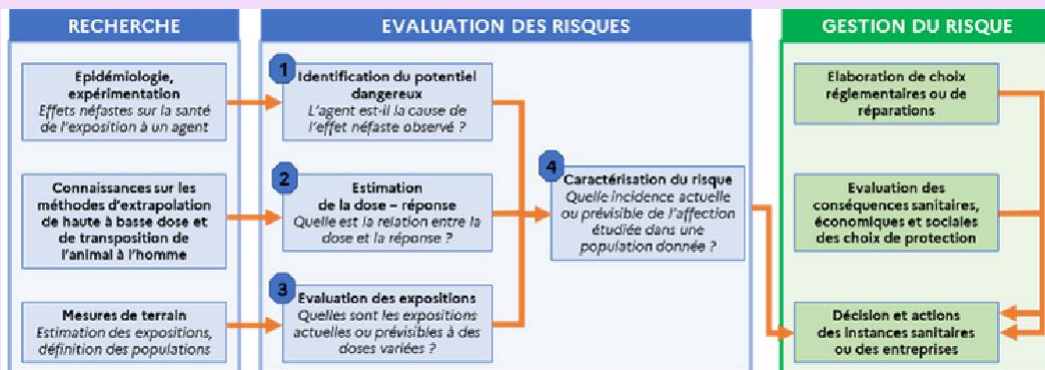 RECHERCHE
Epidémiologie,
expérimentation
Effets néfastes sur la santé
de l'exposition à un agent
Connaissances sur les
méthodes d'extrapolation
de haute à basse dose et
de transposition de
l'animal à l'homme
Mesures de terrain
Estimation des expositions,
définition des populations
EVALUATION DES RISQUES
1
Identification du potentiel
dangereux
L'agent est-il la cause de
l'effet néfaste observé ?
2
Estimation
de la dose – réponse
Quelle est la relation entre la
dose et la réponse ?
3
Evaluation des expositions
Quelles sont les expositions
actuelles ou prévisibles à des
doses variées ?
4
Caractérisation du risque
Quelle incidence actuelle
ou prévisible de l'affection
étudiée dans une
population donnée ?
GESTION DU RISQUE
Elaboration de choix
réglementaires ou de
réparations
Evaluation des
conséquences sanitaires,
économiques et sociales
des choix de protection
Décision et actions
des instances sanitaires
ou des entreprises